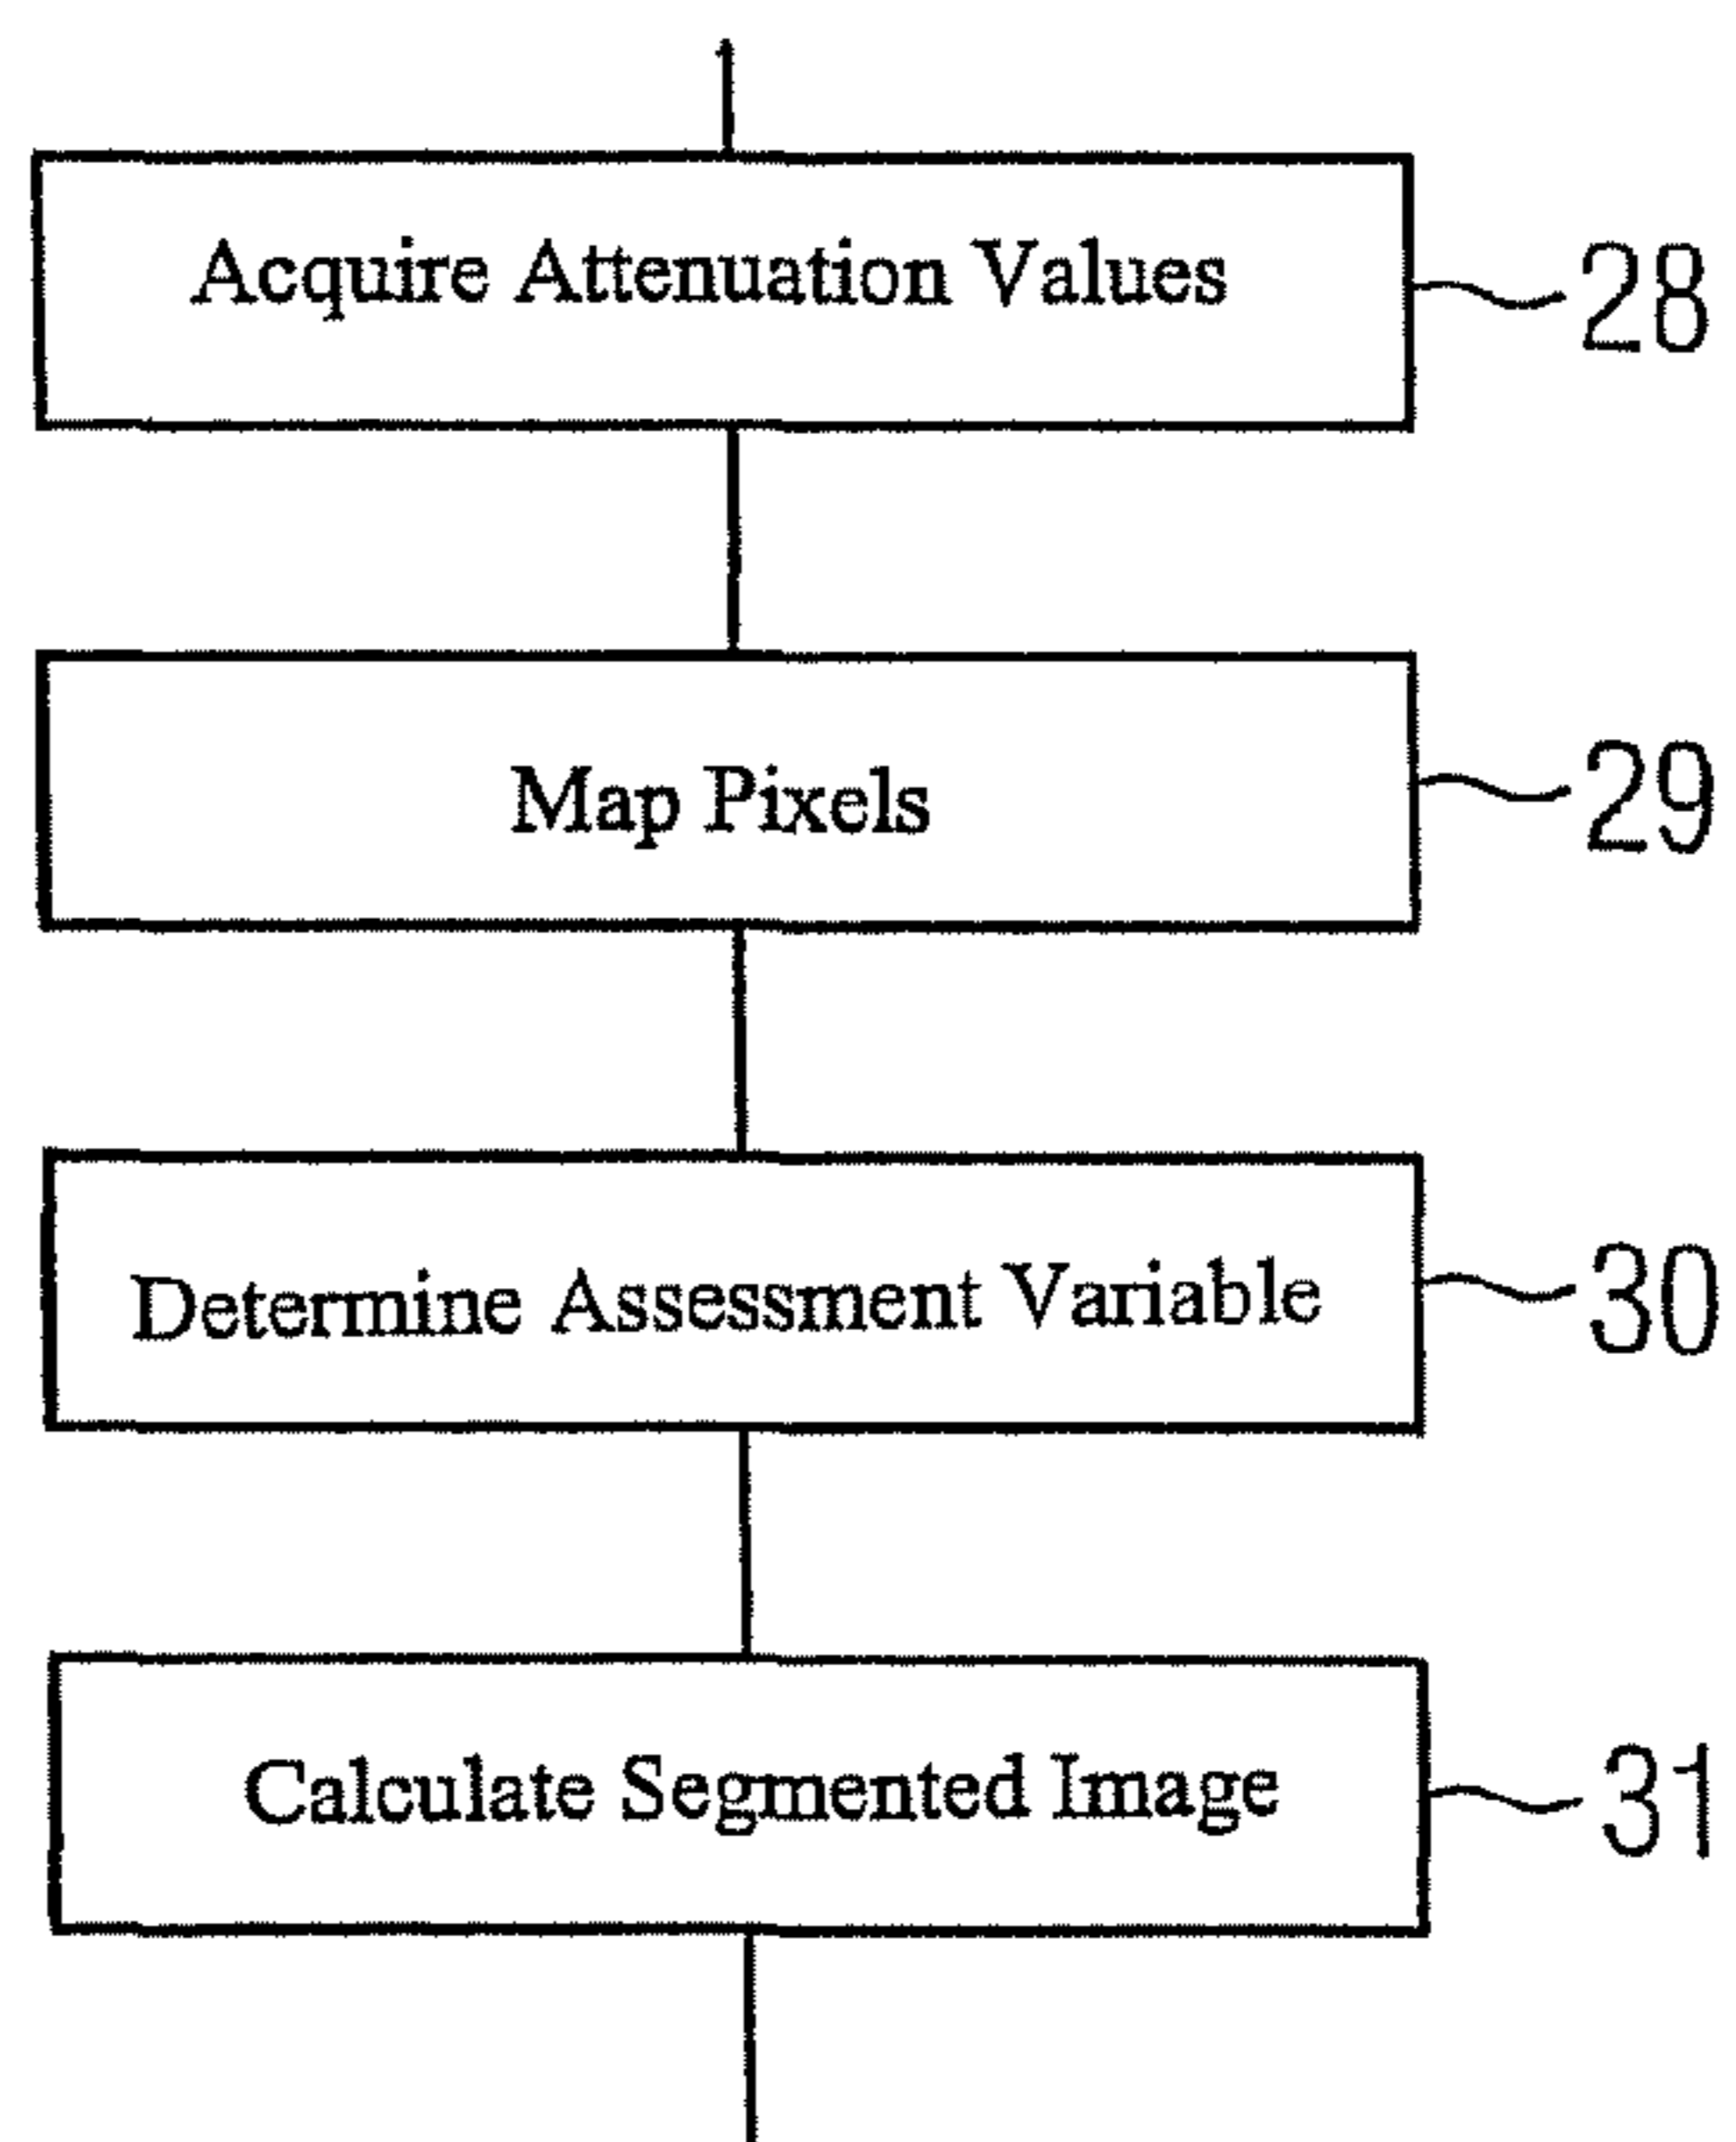 Acquire Attenuation Values
28
Map Pixels
29
Determine Assessment Variable
30
Calculate Segmented Image
31